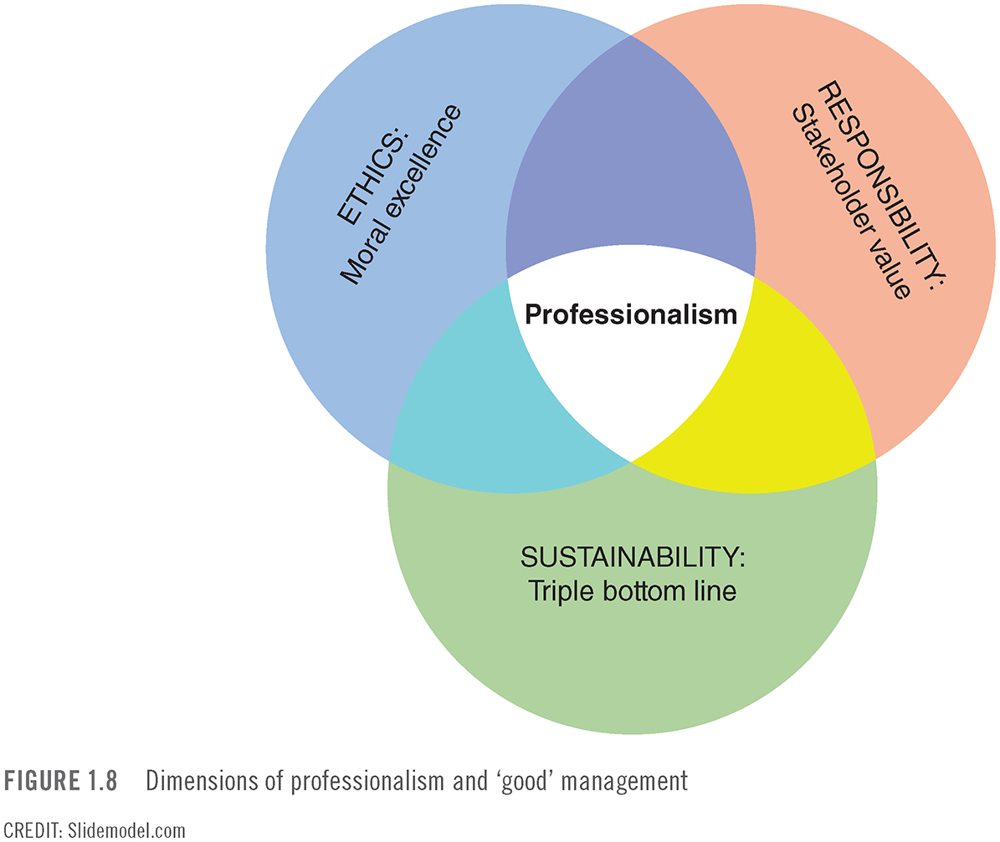 ETHICS:
Moral excellence
RESPONSIBILITY:
Stakeholder value
Professionalism
SUSTAINABILITY:
Triple bottom line
FIGURE 1.8 Dimensions of professionalism and ‘good’ management
CREDIT: Slidemodel.com